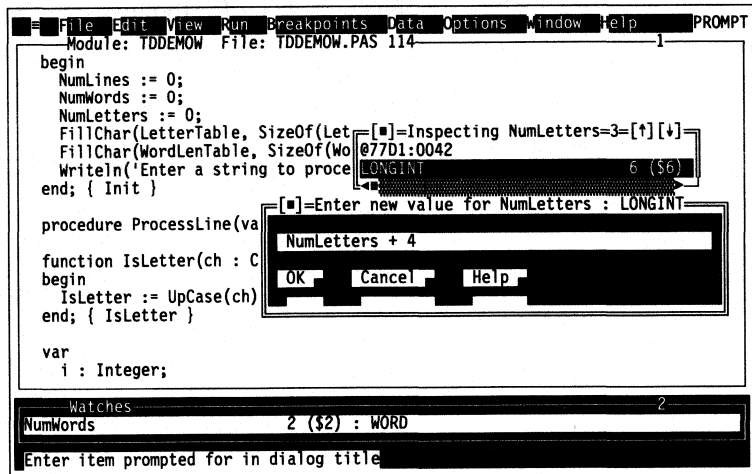 ≡ File Edit View Run Breakpoints Data Options Window Help PROMPT
Module: TDDEMOW File: TDDEMOW.PAS 114 1
begin
NumLines := 0;
NumWords := 0;
NumLetters := 0;
FillChar(LetterTable, SizeOf(Let
FillChar(WordLenTable, SizeOf(Wo
Writeln('Enter a string to proce
end; { Init }
[■]=Inspecting NumLetters=3=[↑][↓]
@77D1:0042
LONGINT 6 ($6)
procedure ProcessLine(va
function IsLetter(ch : C
begin
IsLetter := UpCase(ch)
end; { IsLetter }
var
i : Integer;
[■]=Enter new value for NumLetters : LONGINT
NumLetters + 4
OK Cancel Help
Watches 2
NumWords 2 ($2) : WORD
Enter item prompted for in dialog title